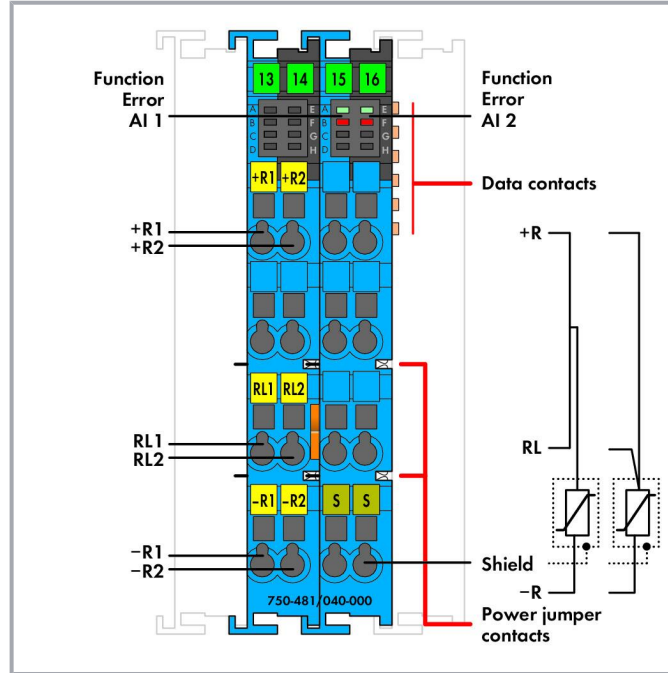 13 14 15 16
Function
Error
AI 1
Function
Error
AI 2
A E A E
B F B F
C G C G
D H D H
+R1 +R2
Data contacts
+R1
+R2
+R
RL1 RL2
RL1
RL2
RL
-R1 -R2 S S
−R1
−R2
Shield
−R
750-481/040-000
Power jumper
contacts